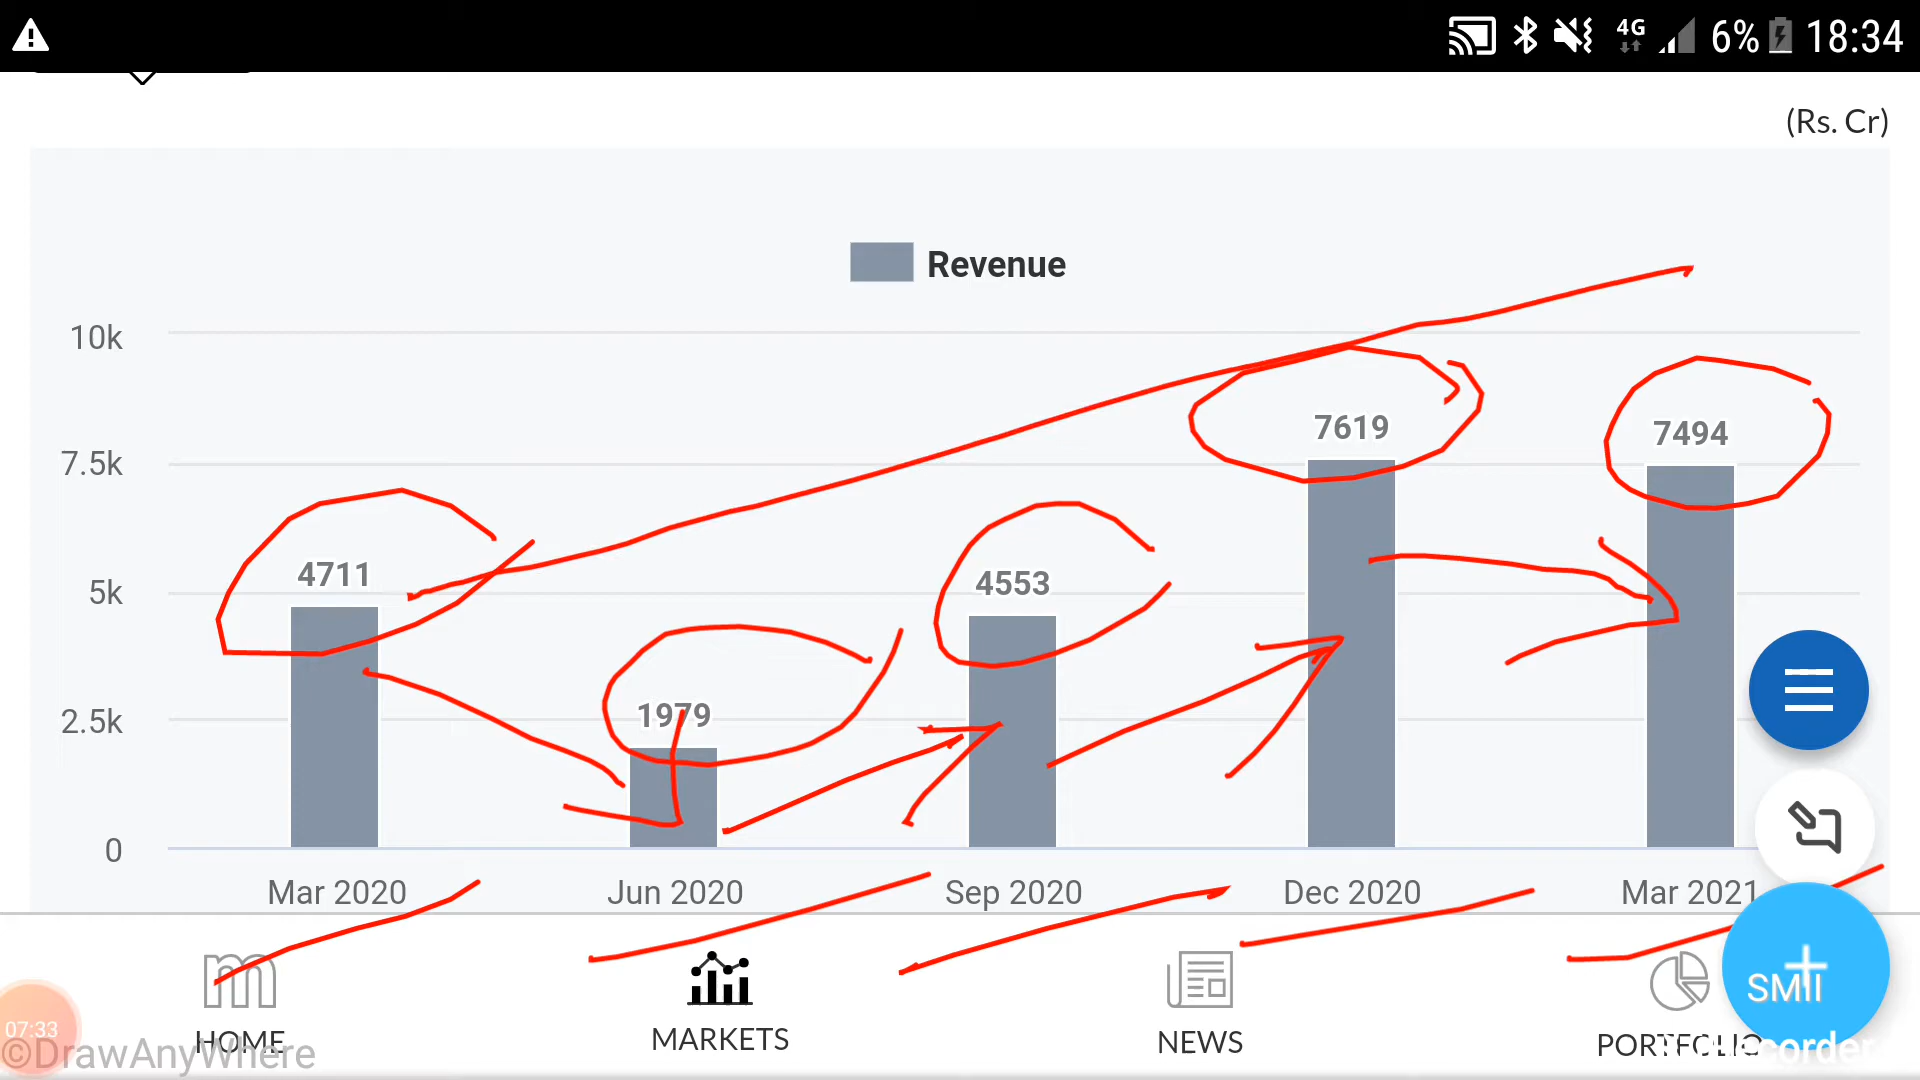 4G 6% 18:34
(Rs. Cr)
Revenue
10k
7.5k
5k
2.5k
0
4711
1979
4553
7619
7494
Mar 2020
Jun 2020
Sep 2020
Dec 2020
Mar 2021
HOME
MARKETS
NEWS
PORTFOLIO
07:33
©DrawAnyWhere